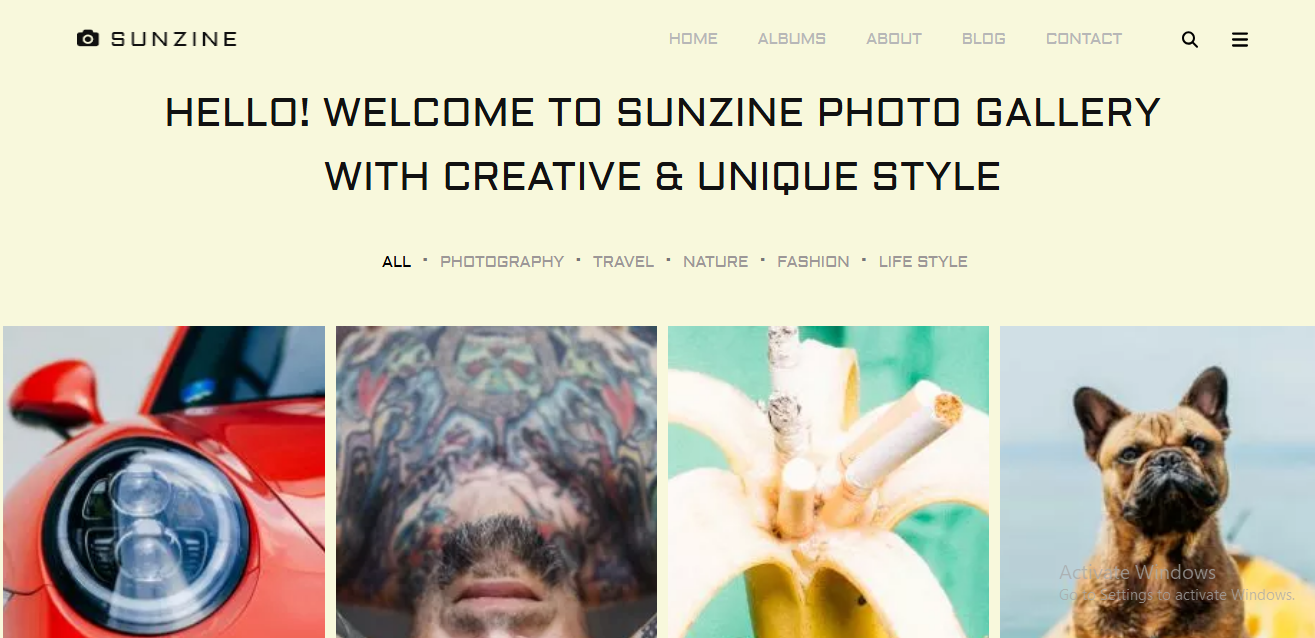 SUNZINE
HOME ALBUMS ABOUT BLOG CONTACT
HELLO! WELCOME TO SUNZINE PHOTO GALLERY
WITH CREATIVE & UNIQUE STYLE
ALL · PHOTOGRAPHY · TRAVEL · NATURE · FASHION · LIFE STYLE
Activate Windows
Go to Settings to activate Windows.